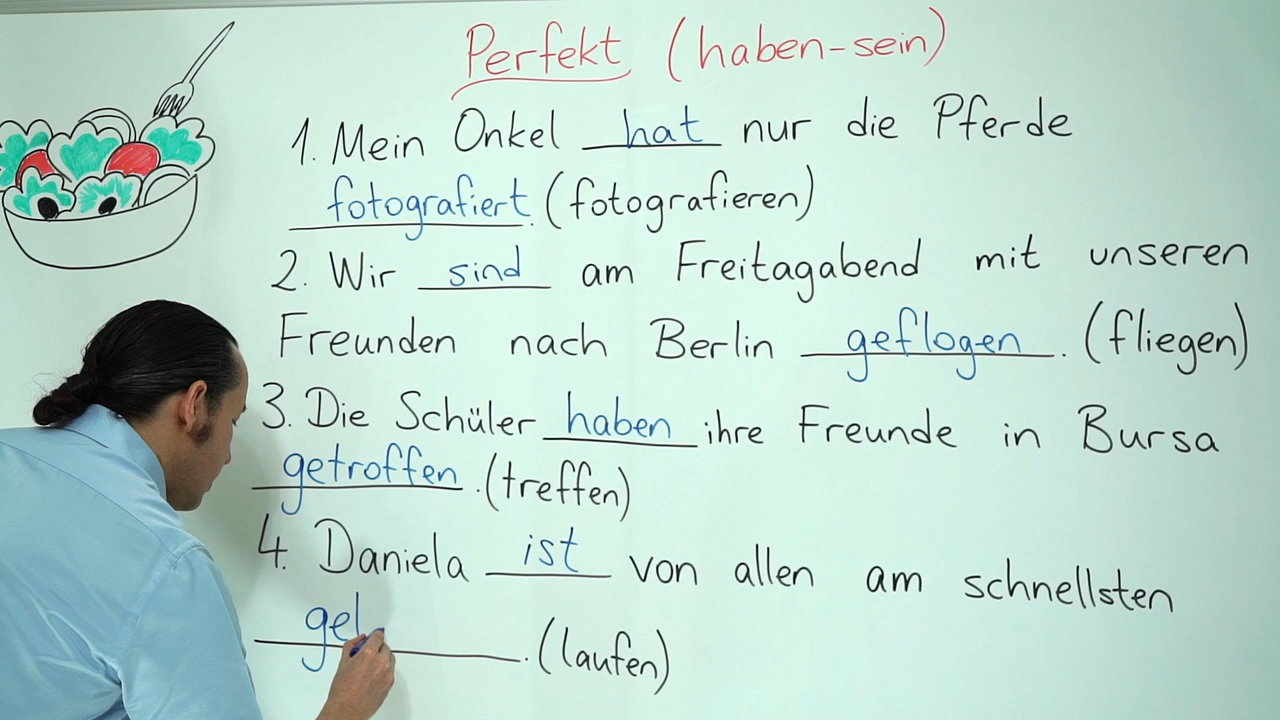 Perfekt (haben-sein)
1. Mein Onkel hat nur die Pferde
fotografiert. (fotografieren)
2. Wir sind am Freitagabend mit unseren
Freunden nach Berlin geflogen. (fliegen)
3. Die Schüler haben ihre Freunde in Bursa
getroffen. (treffen)
4. Daniela ist von allen am schnellsten
gel . (laufen)